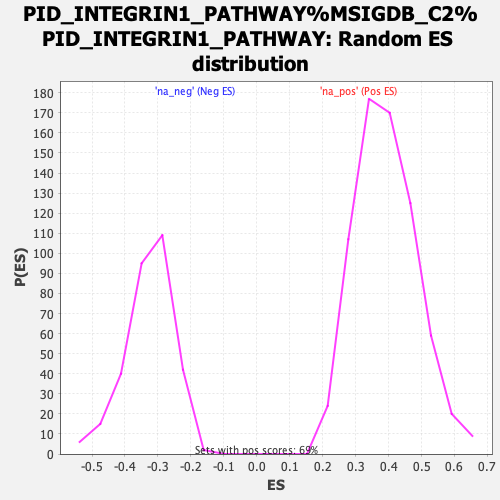 PID_INTEGRIN1_PATHWAY%MSIGDB_C2%
PID_INTEGRIN1_PATHWAY: Random ES
distribution
'na_neg' (Neg ES)
'na_pos' (Pos ES)
180
170
160
150
140
130
120
110
100
90
80
70
60
50
40
30
20
10
0
P(ES)
Sets with pos scores: 69%
-0.5 -0.4 -0.3 -0.2 -0.1 0.0 0.1 0.2 0.3 0.4 0.5 0.6 0.7
ES